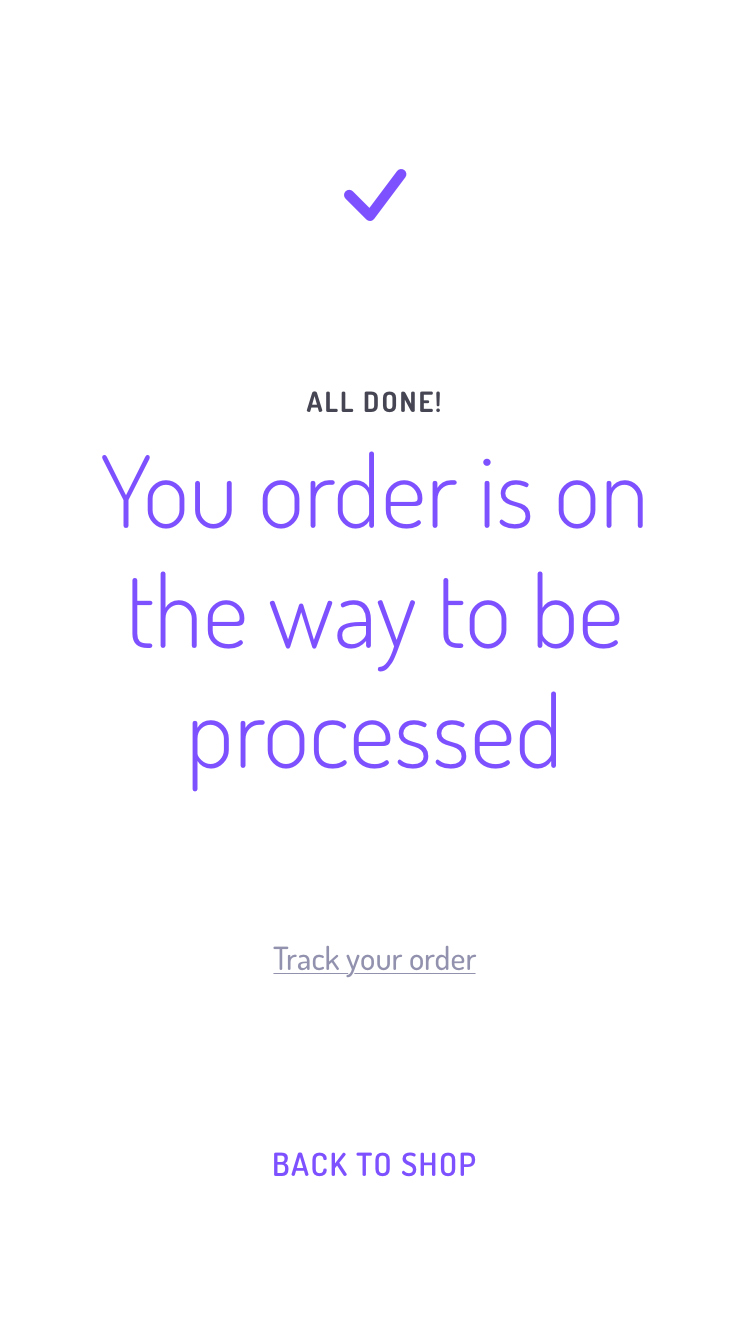 ALL DONE!
You order is on
the way to be
processed
Track your order
BACK TO SHOP